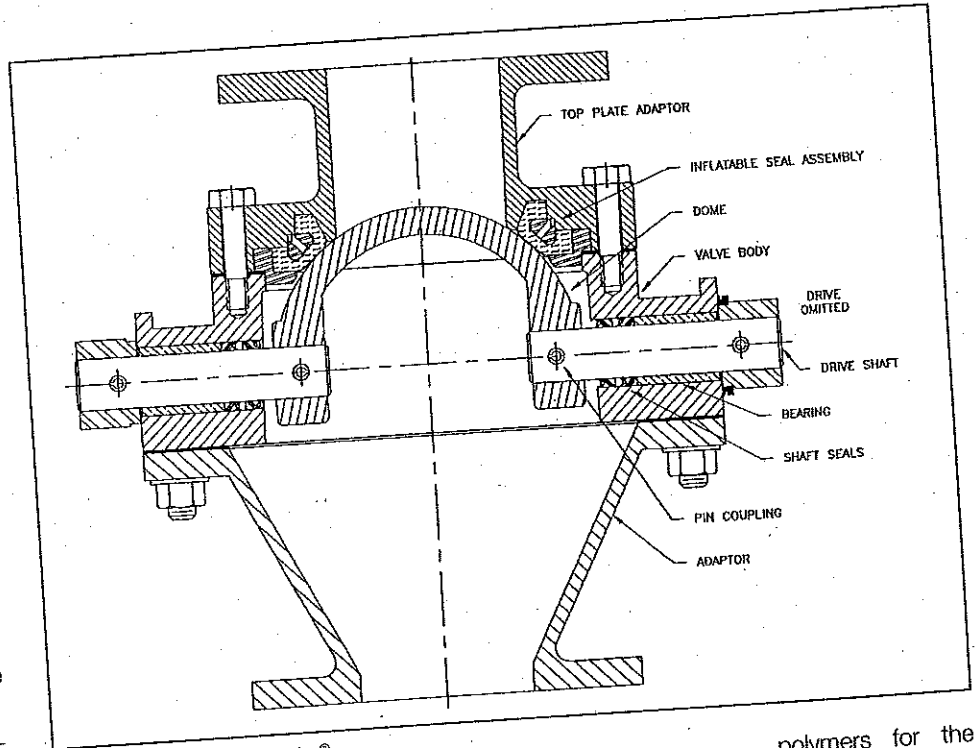 TOP PLATE ADAPTOR
INFLATABLE SEAL ASSEMBLY
DOME
VALVE BODY
DRIVE
OMITTED
DRIVE SHAFT
BEARING
SHAFT SEALS
PIN COUPLING
ADAPTOR
e
®
polymers for the